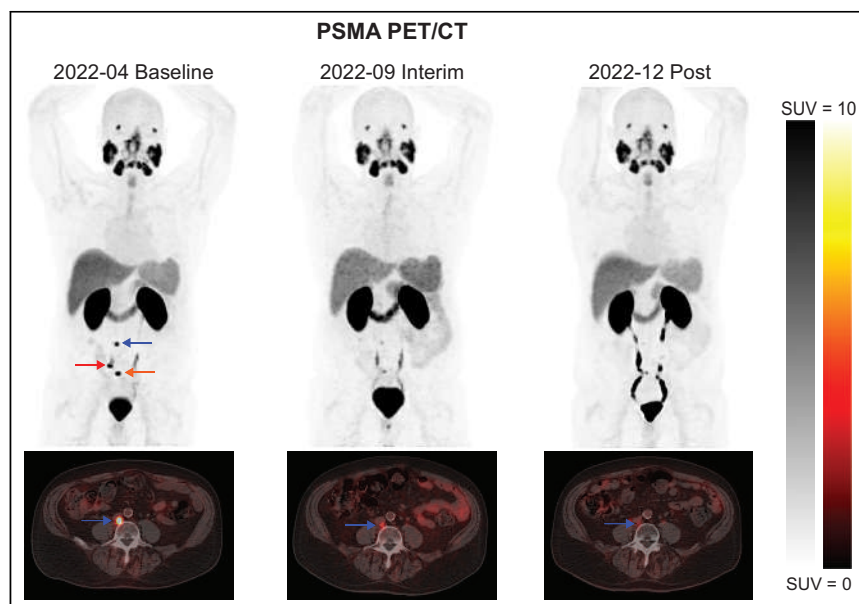 PSMA PET/CT
2022-04 Baseline
2022-09 Interim
2022-12 Post
SUV = 10
SUV = 0